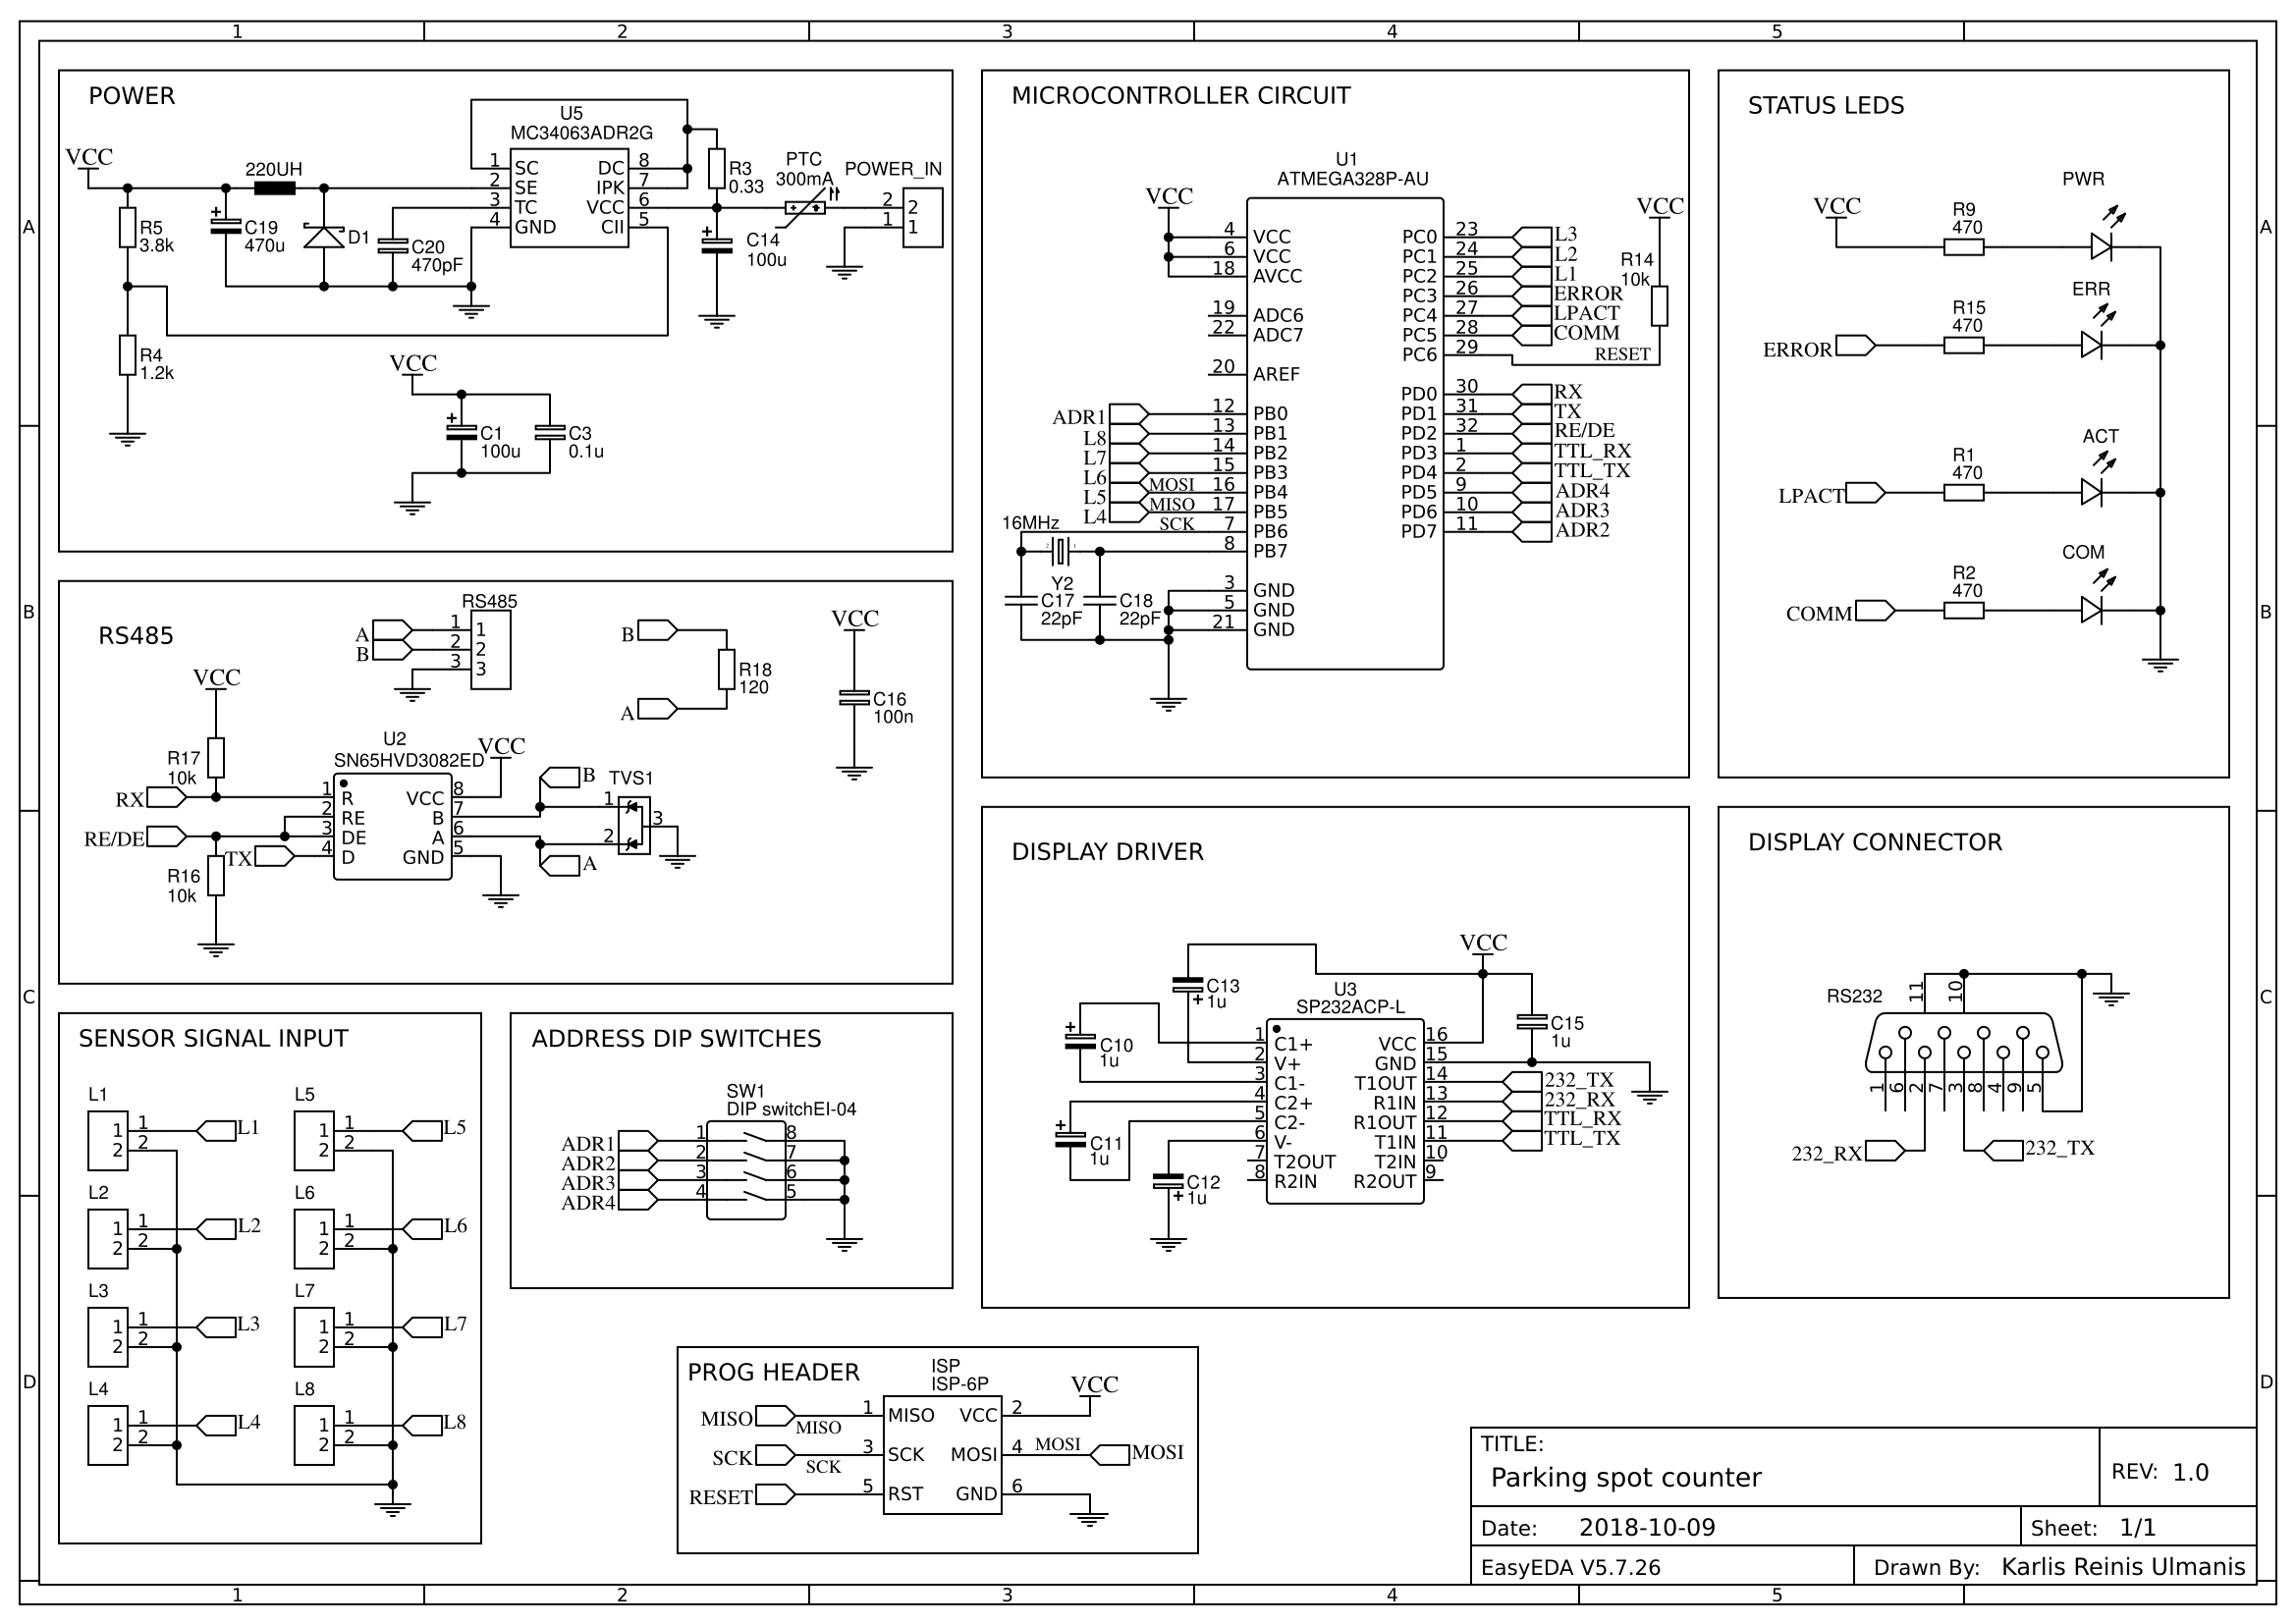 1 2 3 4 5
A
B
C
D
A
B
C
D
1 2 3 4 5
POWER
VCC
R5
3.8k
R4
1.2k
C19
470u
220UH
D1
C20
470pF
U5
MC34063ADR2G
1 SC
2 SE
3 TC
4 GND
DC 8
IPK 7
VCC 6
CII 5
R3
0.33
C14
100u
PTC
300mA
POWER_IN
2 2
1 1
VCC
C1
100u
C3
0.1u
MICROCONTROLLER CIRCUIT
U1
ATMEGA328P-AU
VCC
4 VCC
6 VCC
18 AVCC
19 ADC6
22 ADC7
20 AREF
ADR1 12 PB0
L8 13 PB1
L7 14 PB2
L6 15 PB3
L5 MOSI 16 PB4
L4 MISO 17 PB5
SCK 7 PB6
8 PB7
3 GND
5 GND
21 GND
16MHz
2 1
Y2
C17
22pF
C18
22pF
PC0 23 L3
PC1 24 L2
PC2 25 L1
PC3 26 ERROR
PC4 27 LPACT
PC5 28 COMM
PC6 29 RESET
PD0 30 RX
PD1 31 TX
PD2 32 RE/DE
PD3 1 TTL_RX
PD4 2 TTL_TX
PD5 9 ADR4
PD6 10 ADR3
PD7 11 ADR2
VCC
R14
10k
STATUS LEDS
VCC
R9
470
PWR
ERROR
R15
470
ERR
LPACT
R1
470
ACT
COMM
R2
470
COM
RS485
RS485
A 1 1
B 2 2
3 3
B
R18
120
A
VCC
C16
100n
VCC
R17
10k
RX
RE/DE
TX
R16
10k
U2
SN65HVD3082ED
VCC
1 R
2 RE
3 DE
4 D
VCC 8
B 7
A 6
GND 5
B
A
TVS1
1
2
3
DISPLAY DRIVER
VCC
C13
1u
C10
1u
C11
1u
C12
1u
C15
1u
U3
SP232ACP-L
1 C1+
2 V+
3 C1-
4 C2+
5 C2-
6 V-
7 T2OUT
8 R2IN
VCC 16
GND 15
T1OUT 14 232_TX
R1IN 13 232_RX
R1OUT 12 TTL_RX
T1IN 11 TTL_TX
T2IN 10
R2OUT 9
DISPLAY CONNECTOR
RS232
11 10
1 6 2 7 3 8 4 9 5
232_RX
232_TX
SENSOR SIGNAL INPUT
L1
1 1 L1
2 2
L2
1 1 L2
2 2
L3
1 1 L3
2 2
L4
1 1 L4
2 2
L5
1 1 L5
2 2
L6
1 1 L6
2 2
L7
1 1 L7
2 2
L8
1 1 L8
2 2
ADDRESS DIP SWITCHES
SW1
DIP switchEI-04
ADR1 1 8
ADR2 2 7
ADR3 3 6
ADR4 4 5
PROG HEADER
ISP
ISP-6P
VCC
MISO MISO 1 MISO VCC 2
SCK SCK 3 SCK MOSI 4 MOSI MOSI
RESET 5 RST GND 6
TITLE:
Parking spot counter
REV: 1.0
Date: 2018-10-09
Sheet: 1/1
EasyEDA V5.7.26
Drawn By: Karlis Reinis Ulmanis